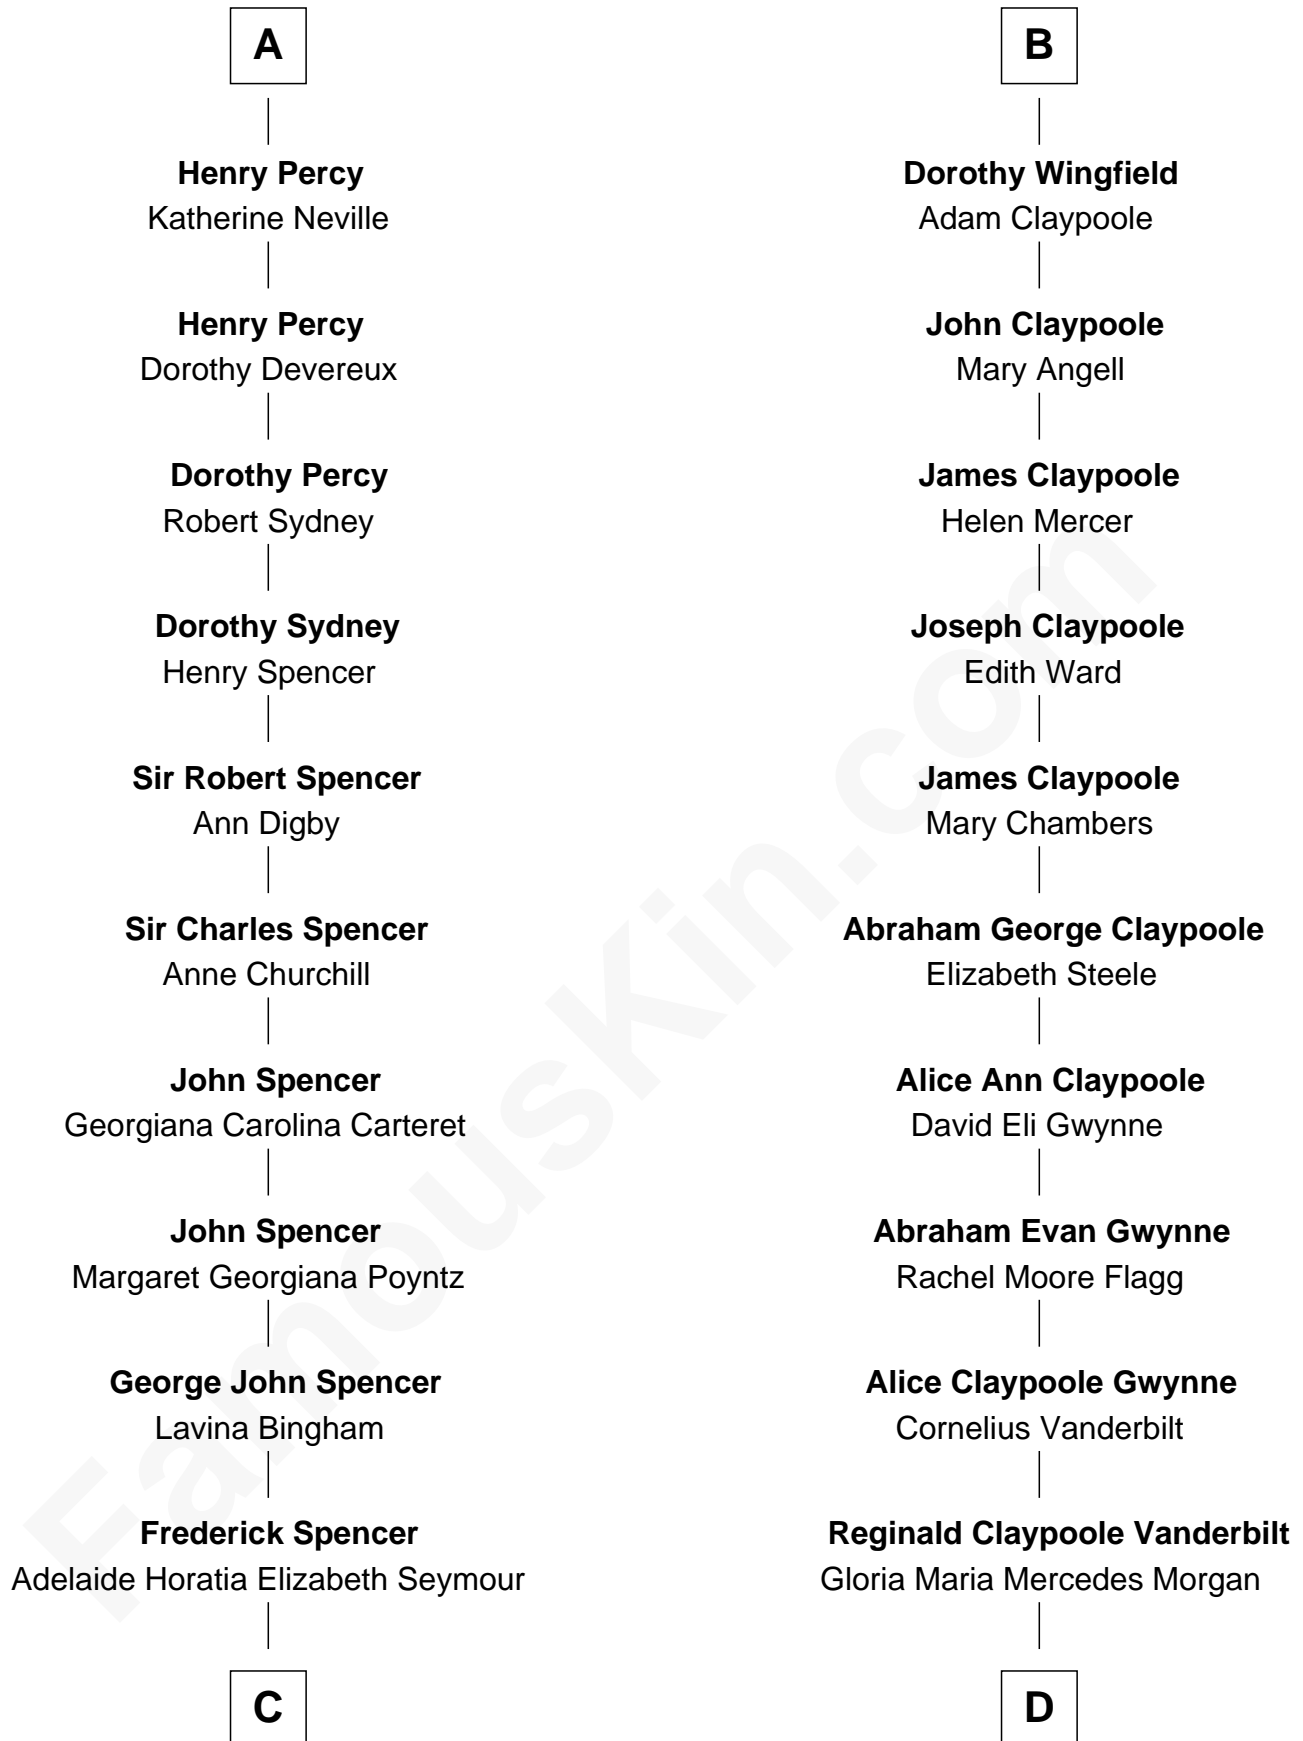 A
Henry Percy
Katherine Neville
Henry Percy
Dorothy Devereux
Dorothy Percy
Robert Sydney
Dorothy Sydney
Henry Spencer
Sir Robert Spencer
Ann Digby
Sir Charles Spencer
Anne Churchill
John Spencer
Georgiana Carolina Carteret
John Spencer
Margaret Georgiana Poyntz
George John Spencer
Lavina Bingham
Frederick Spencer
Adelaide Horatia Elizabeth Seymour
C
B
Dorothy Wingfield
Adam Claypoole
John Claypoole
Mary Angell
James Claypoole
Helen Mercer
Joseph Claypoole
Edith Ward
James Claypoole
Mary Chambers
Abraham George Claypoole
Elizabeth Steele
Alice Ann Claypoole
David Eli Gwynne
Abraham Evan Gwynne
Rachel Moore Flagg
Alice Claypoole Gwynne
Cornelius Vanderbilt
Reginald Claypoole Vanderbilt
Gloria Maria Mercedes Morgan
D
FamousKin.com